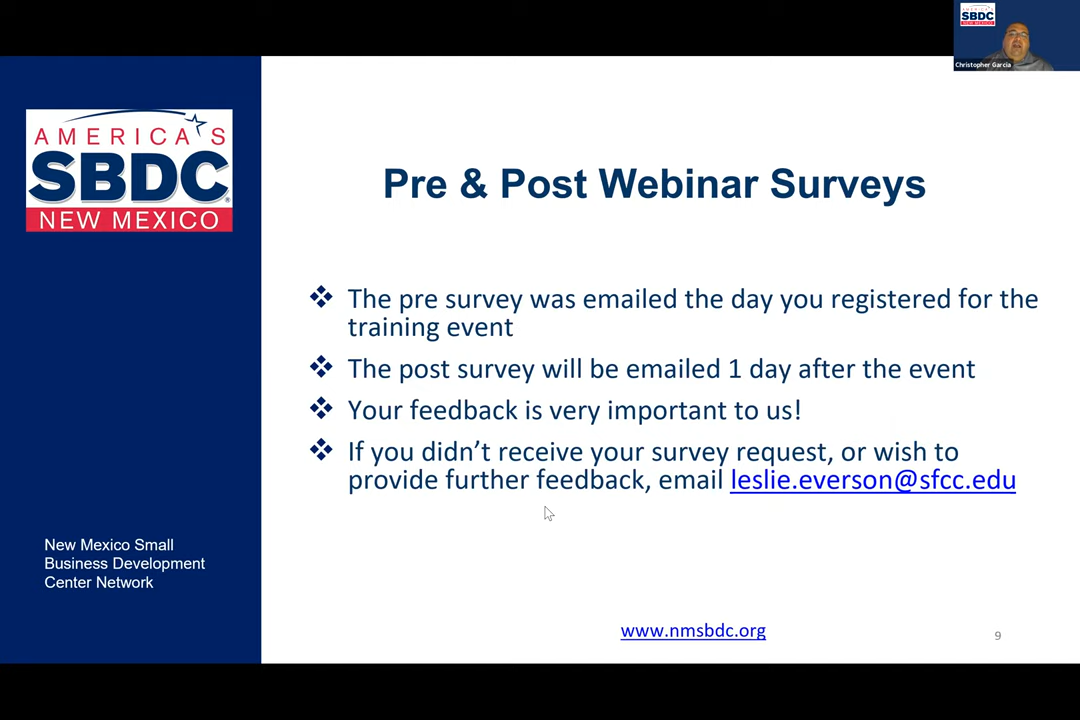 AMERICA'S
SBDC
NEW MEXICO
Christopher Garcia
AMERICA'S
SBDC
NEW MEXICO
Pre & Post Webinar Surveys
❖ The pre survey was emailed the day you registered for the
training event
❖ The post survey will be emailed 1 day after the event
❖ Your feedback is very important to us!
❖ If you didn’t receive your survey request, or wish to
provide further feedback, email leslie.everson@sfcc.edu
New Mexico Small
Business Development
Center Network
www.nmsbdc.org
9